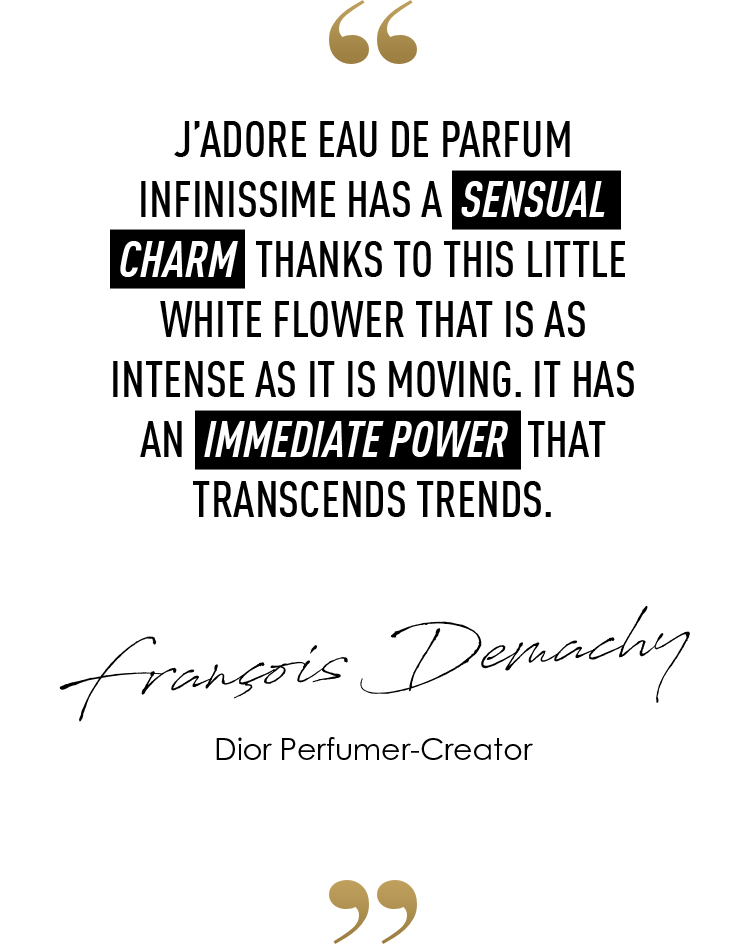 “
J’ADORE EAU DE PARFUM
INFINISSIME HAS A SENSUAL
CHARM THANKS TO THIS LITTLE
WHITE FLOWER THAT IS AS
INTENSE AS IT IS MOVING. IT HAS
AN IMMEDIATE POWER THAT
TRANSCENDS TRENDS.
François Demachy
Dior Perfumer-Creator
”